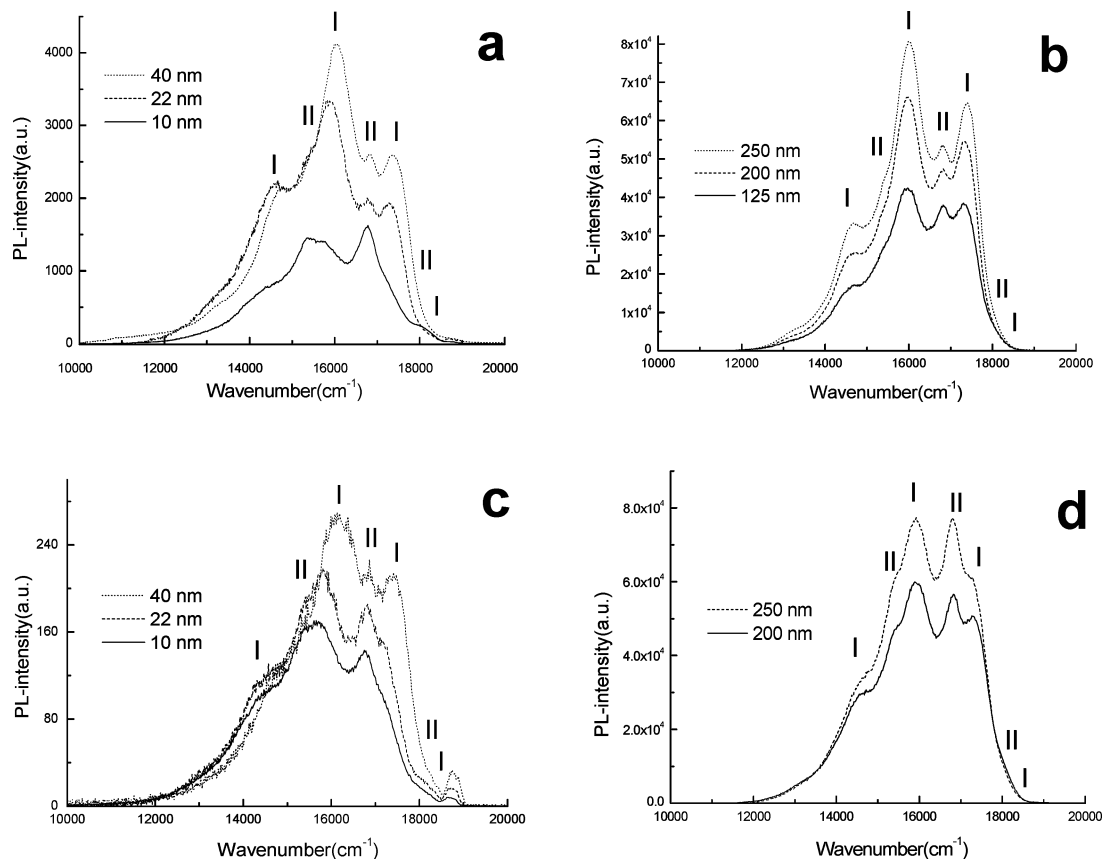 a
PL-intensity(a.u.)
4000
3000
2000
1000
0
40 nm
22 nm
10 nm
I
II
I
II
I
II
I
10000 12000 14000 16000 18000 20000
Wavenumber(cm-1)
b
PL-intensity(a.u.)
8x10⁴
7x10⁴
6x10⁴
5x10⁴
4x10⁴
3x10⁴
2x10⁴
1x10⁴
0
250 nm
200 nm
125 nm
I
II
I
II
I
II
I
10000 12000 14000 16000 18000 20000
Wavenumber(cm-1)
c
PL-intensity(a.u.)
240
160
80
0
40 nm
22 nm
10 nm
I
II
I
II
I
II
I
10000 12000 14000 16000 18000 20000
Wavenumber(cm-1)
d
PL-intensity(a.u.)
8.0x10⁴
6.0x10⁴
4.0x10⁴
2.0x10⁴
0.0
250 nm
200 nm
I
II
I
II
I
II
I
10000 12000 14000 16000 18000 20000
Wavenumber(cm-1)